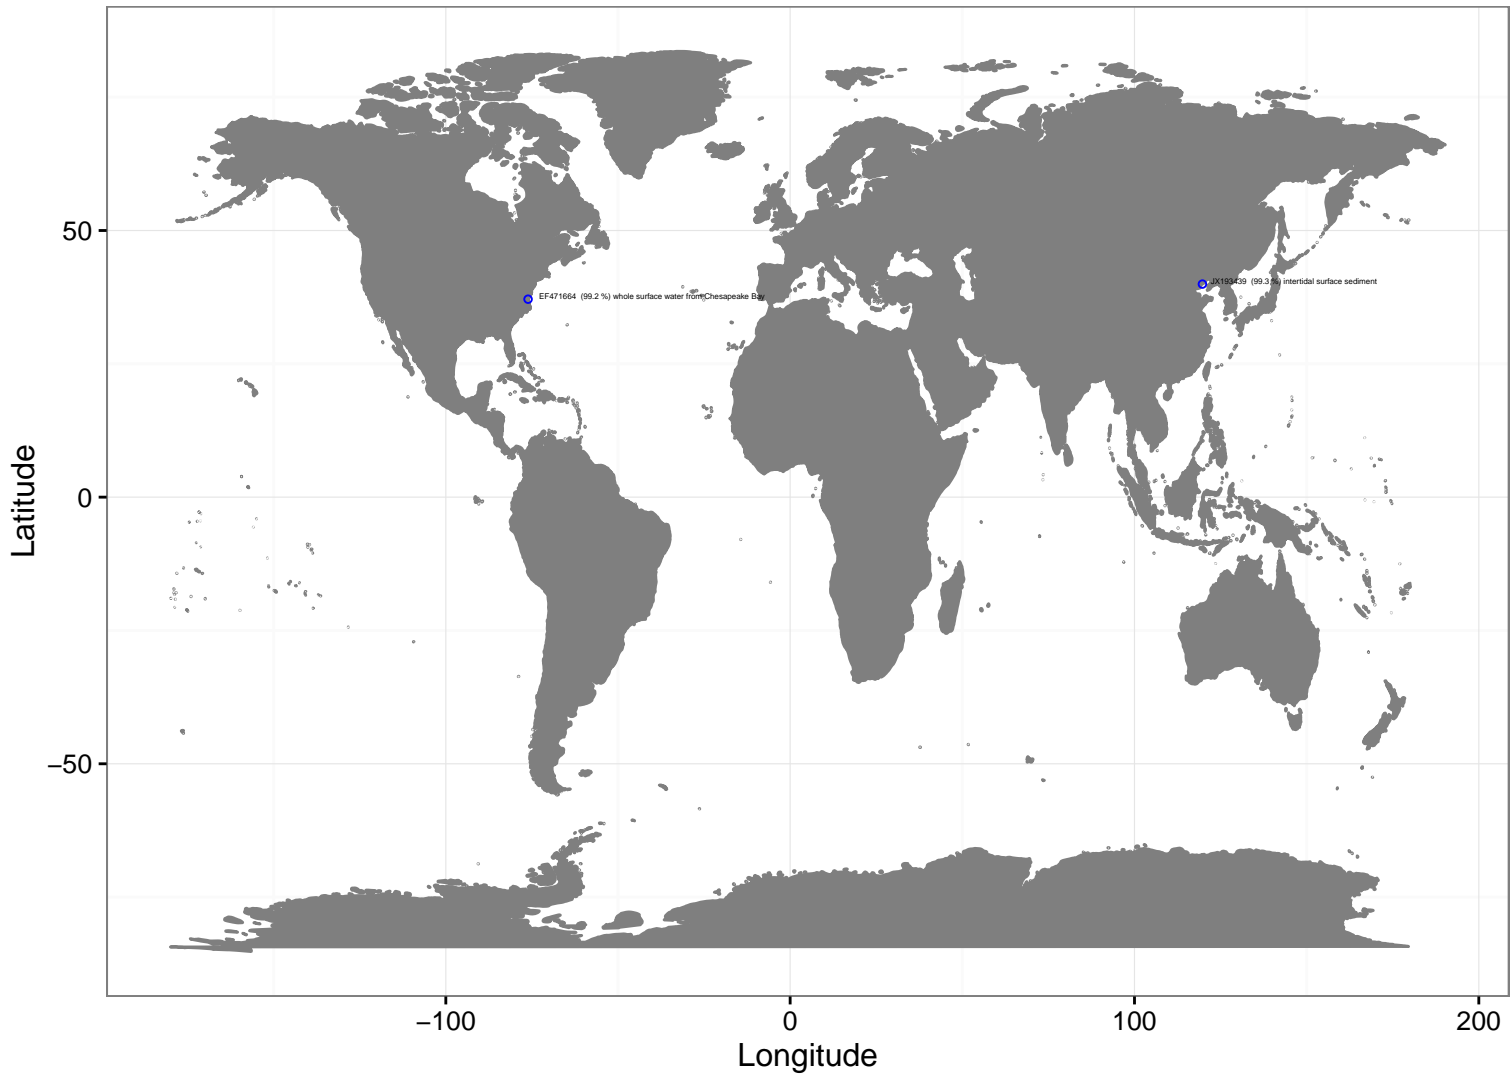 50
0
−50
Latitude
EF471664 (99.2 %) whole surface water from Chesapeake Bay
JX193439 (99.3 %) intertidal surface sediment
−100
0
100
200
Longitude